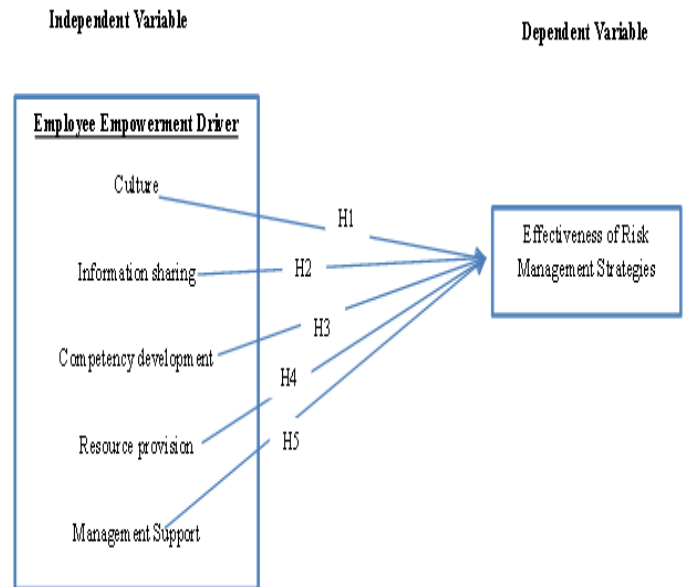 Independent Variable
Dependent Variable
Employee Empowerment Driver
Culture
H1
Effectiveness of Risk
Management Strategies
Information sharing
H2
H3
Competency development
H4
Resource provision
H5
Management Support